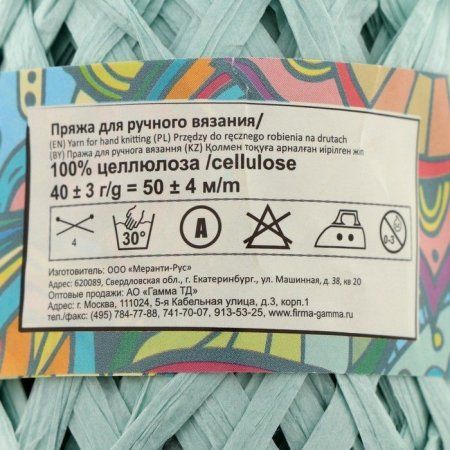 Пряжа для ручного вязания/
(EN) Yarn for hand knitting (PL) Przędzy do ręcznego robienia na drutach
(BY) Пражa для ручнога вязання (KZ) Қолмен тоқуға арналған иірілген жіп
100% целлюлоза /cellulose
40 ± 3 г/g = 50 ± 4 м/m
4
30°
A
0-3
Изготовитель: ООО «Меранти-Рус»
Адрес: 620089, Свердловская обл., г. Екатеринбург., ул. Машинная, д. 38, кв 20
Оптовые продажи: АО «Гамма ТД»
Адрес: г. Москва, 111024, 5-я Кабельная улица, д.3, корп.1
тел./факс: (495) 784-77-88, 741-70-07, 913-53-25, www.firma-gamma.ru